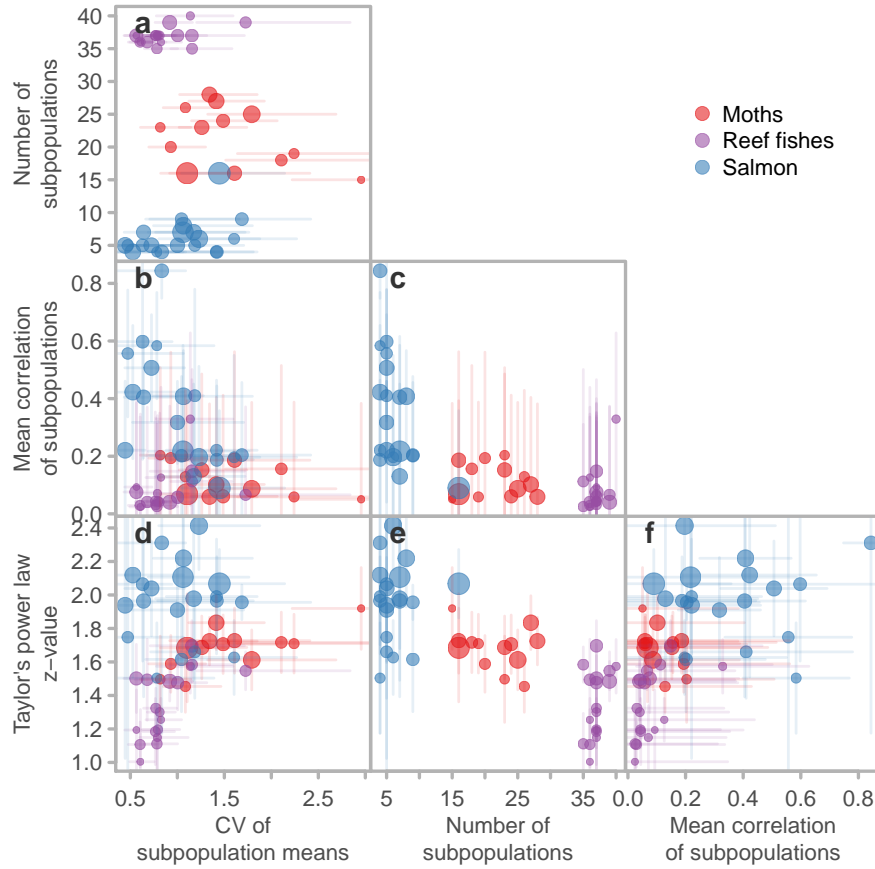 a
40
35
30
25
20
15
10
5
Number of
subpopulations
Moths
Reef fishes
Salmon
b
c
0.8
0.6
0.4
0.2
0.0
Mean correlation
of subpopulations
d
e
f
2.4
2.2
2.0
1.8
1.6
1.4
1.2
1.0
Taylor's power law
z−value
0.5 1.5 2.5
5 15 25 35
0.0 0.2 0.4 0.6 0.8
CV of
subpopulation means
Number of
subpopulations
Mean correlation
of subpopulations